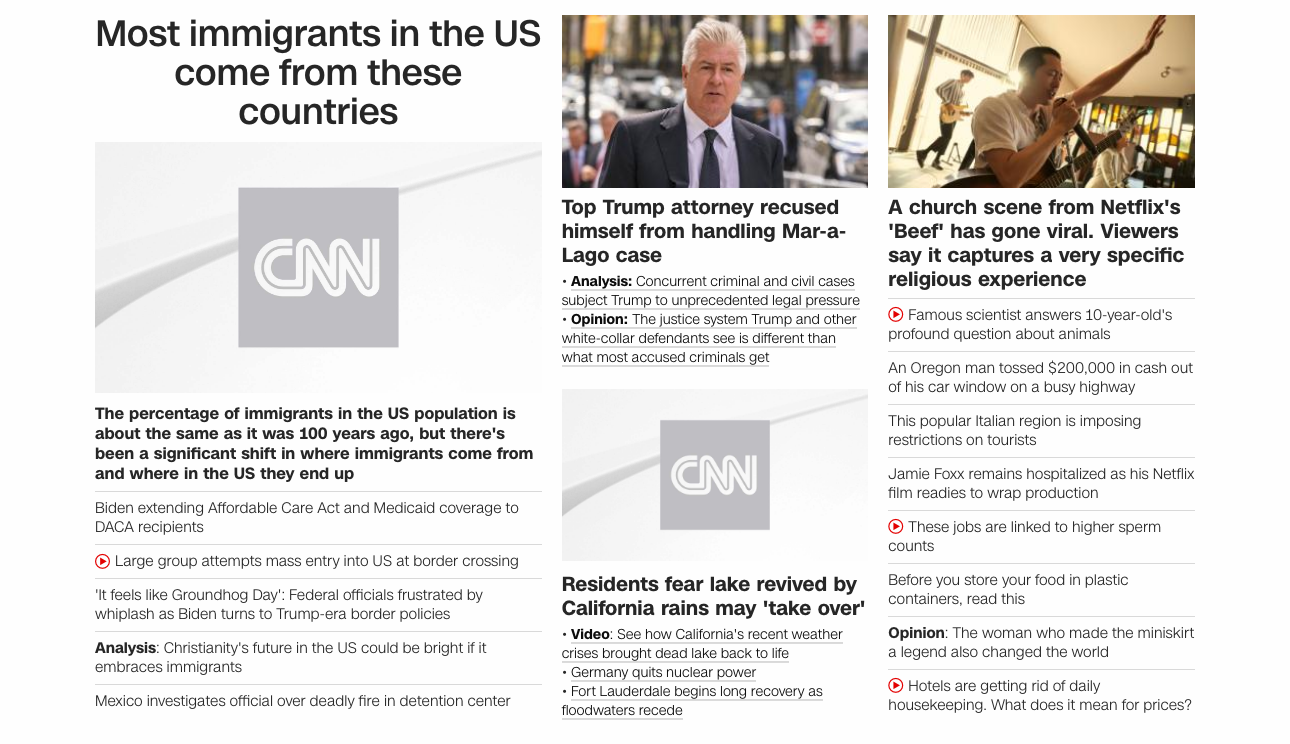 Most immigrants in the US
come from these
countries
CNN
The percentage of immigrants in the US population is
about the same as it was 100 years ago, but there's
been a significant shift in where immigrants come from
and where in the US they end up
Biden extending Affordable Care Act and Medicaid coverage to
DACA recipients
Large group attempts mass entry into US at border crossing
'It feels like Groundhog Day': Federal officials frustrated by
whiplash as Biden turns to Trump-era border policies
Analysis: Christianity's future in the US could be bright if it
embraces immigrants
Mexico investigates official over deadly fire in detention center
Top Trump attorney recused
himself from handling Mar-a-
Lago case
• Analysis: Concurrent criminal and civil cases
subject Trump to unprecedented legal pressure
• Opinion: The justice system Trump and other
white-collar defendants see is different than
what most accused criminals get
CNN
Residents fear lake revived by
California rains may 'take over'
• Video: See how California's recent weather
crises brought dead lake back to life
• Germany quits nuclear power
• Fort Lauderdale begins long recovery as
floodwaters recede
A church scene from Netflix's
'Beef' has gone viral. Viewers
say it captures a very specific
religious experience
Famous scientist answers 10-year-old's
profound question about animals
An Oregon man tossed $200,000 in cash out
of his car window on a busy highway
This popular Italian region is imposing
restrictions on tourists
Jamie Foxx remains hospitalized as his Netflix
film readies to wrap production
These jobs are linked to higher sperm
counts
Before you store your food in plastic
containers, read this
Opinion: The woman who made the miniskirt
a legend also changed the world
Hotels are getting rid of daily
housekeeping. What does it mean for prices?